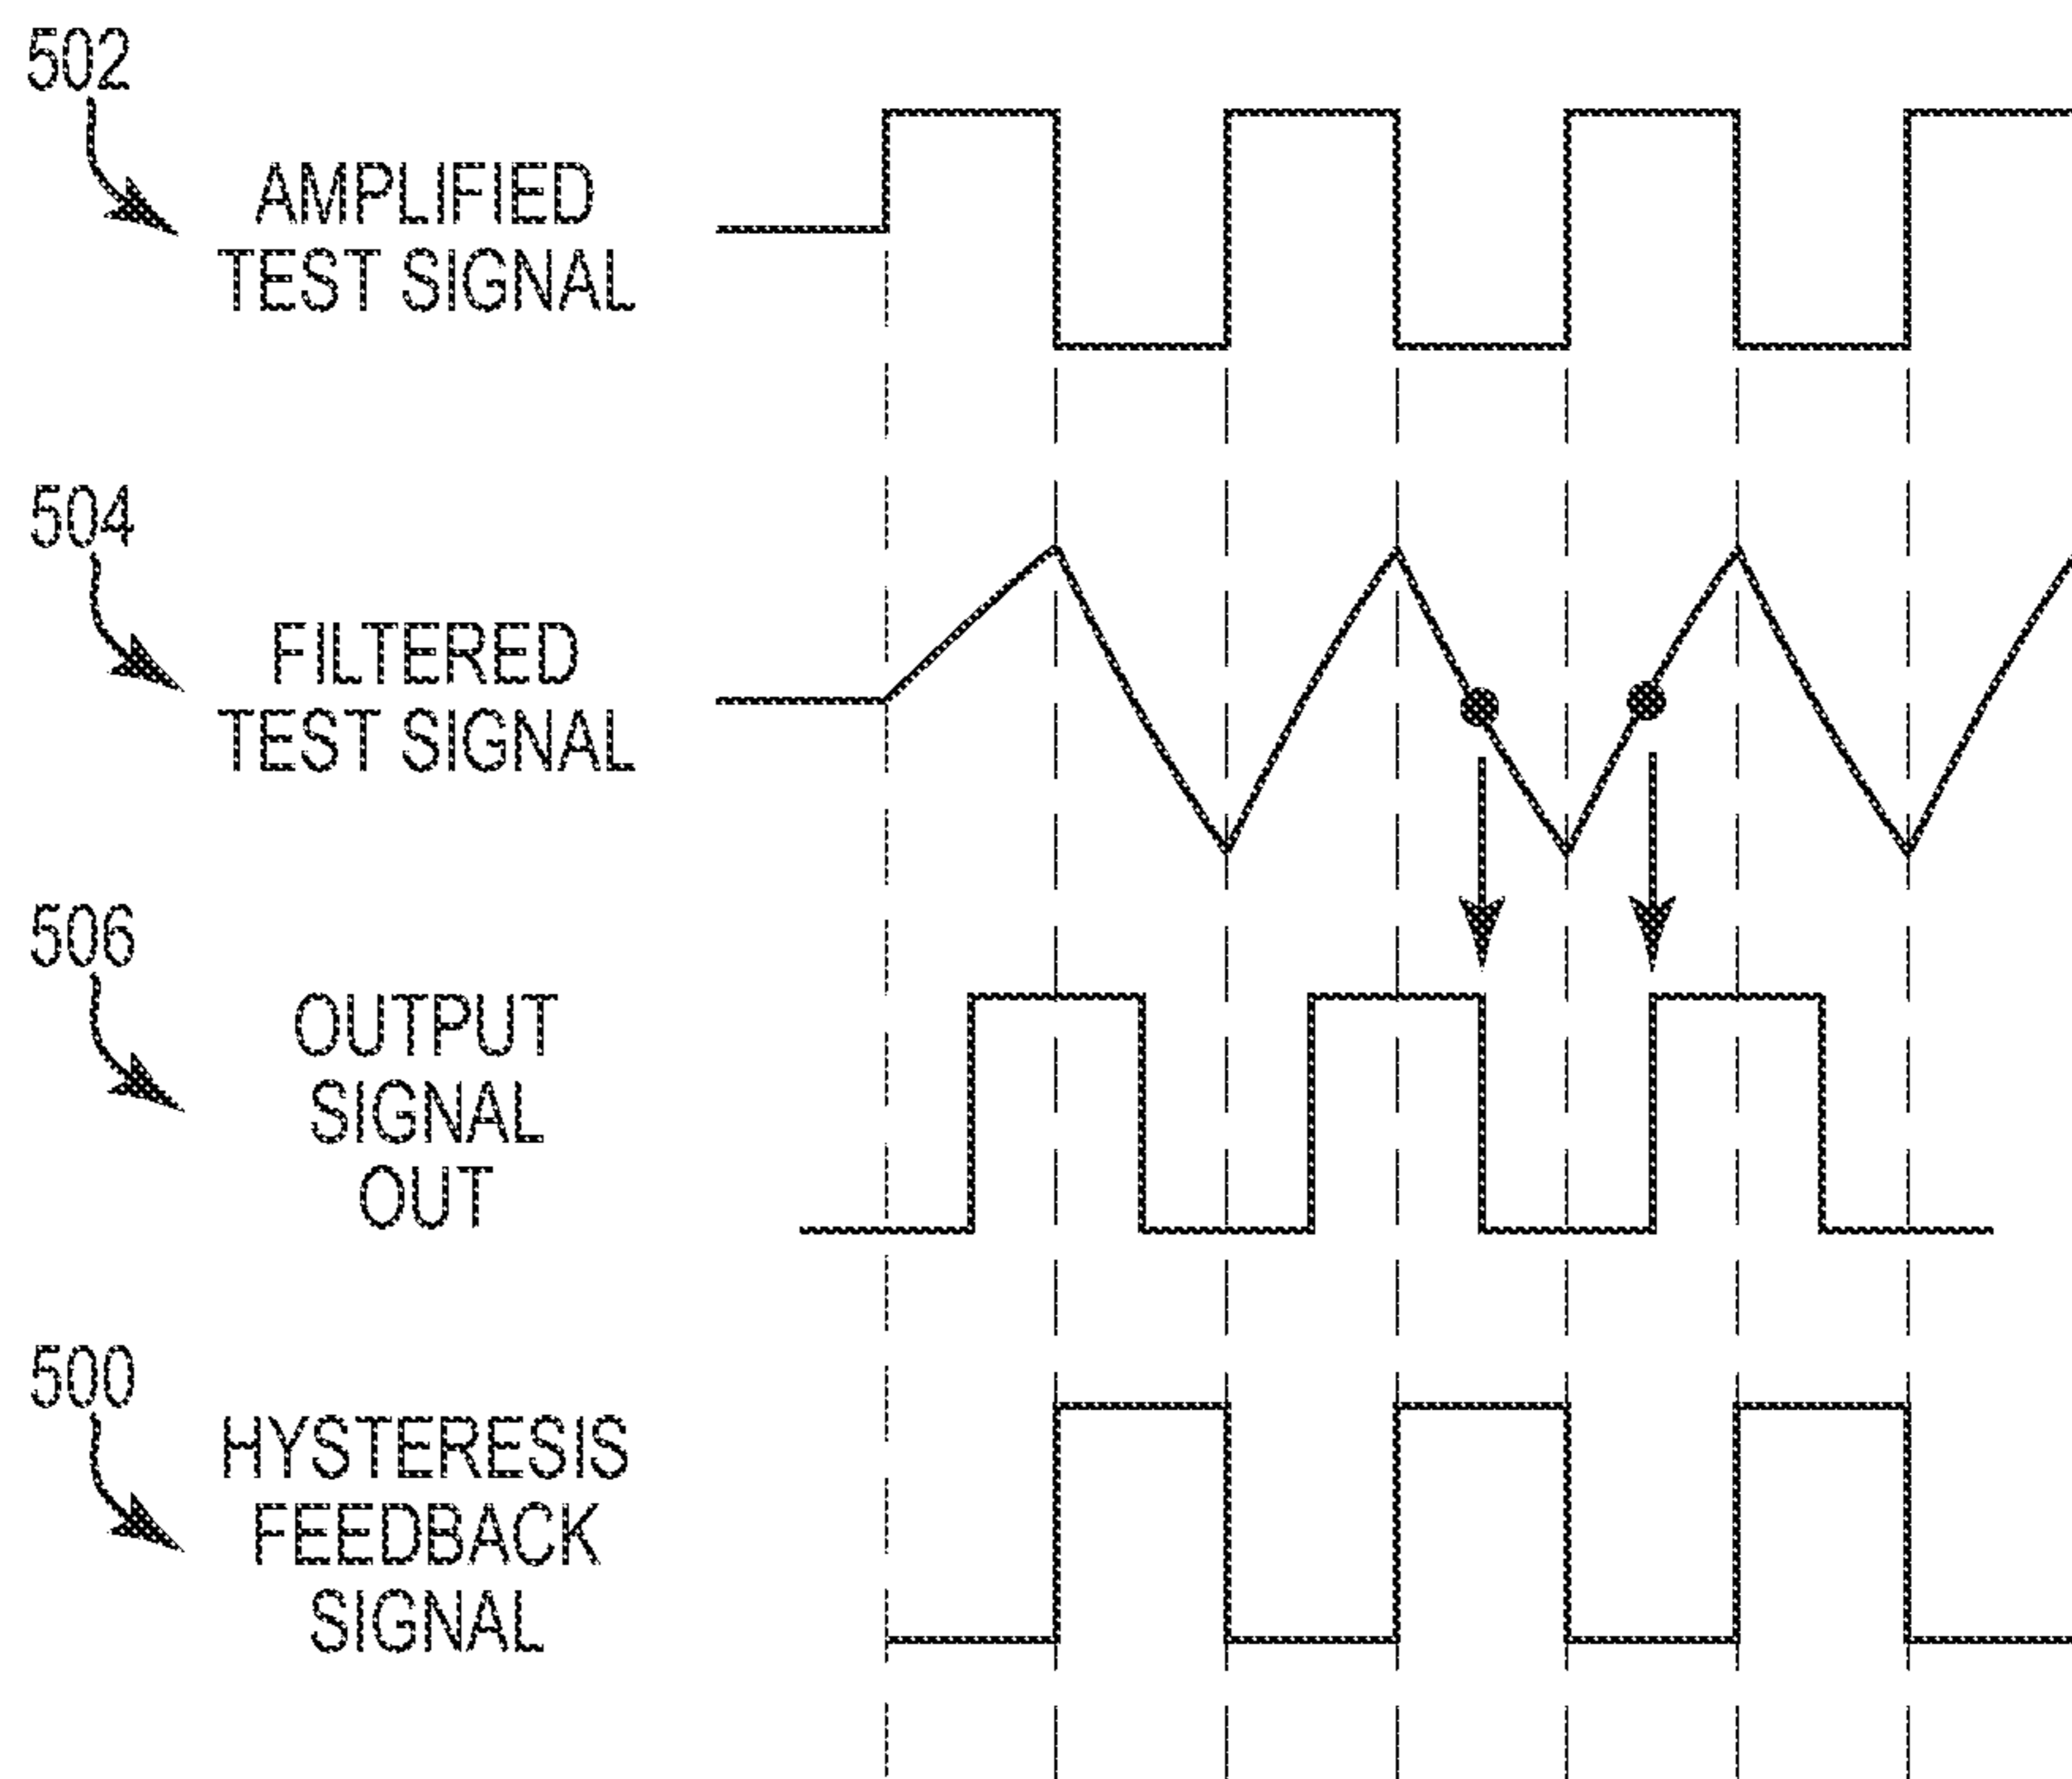 502
AMPLIFIED
TEST SIGNAL
504
FILTERED
TEST SIGNAL
506
OUTPUT
SIGNAL
OUT
500
HYSTERESIS
FEEDBACK
SIGNAL